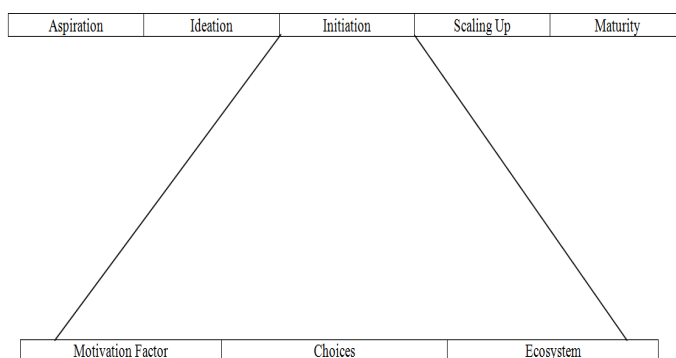 Aspiration Ideation Initiation Scaling Up Maturity
Motivation Factor Choices Ecosystem